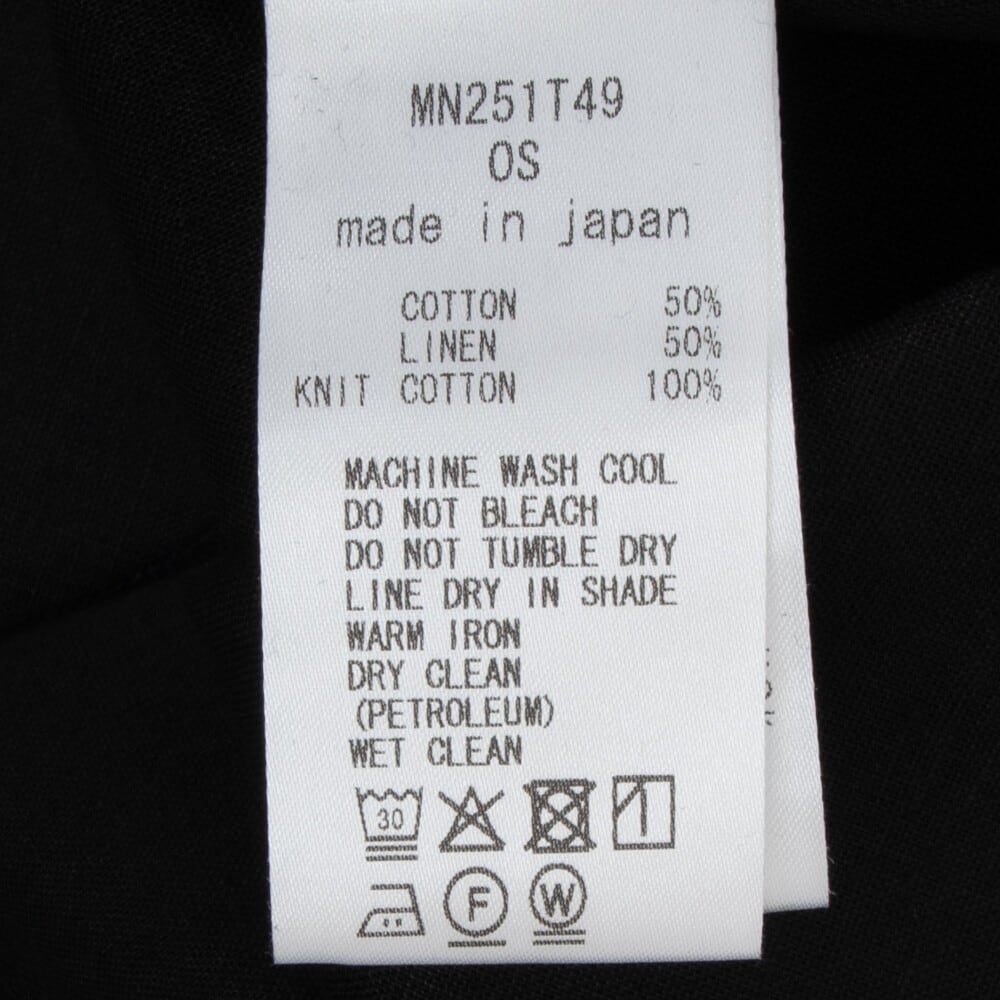 MN251T49
OS
made in japan
COTTON 50%
LINEN 50%
KNIT COTTON 100%
MACHINE WASH COOL
DO NOT BLEACH
DO NOT TUMBLE DRY
LINE DRY IN SHADE
WARM IRON
DRY CLEAN
(PETROLEUM)
WET CLEAN
30
F
W